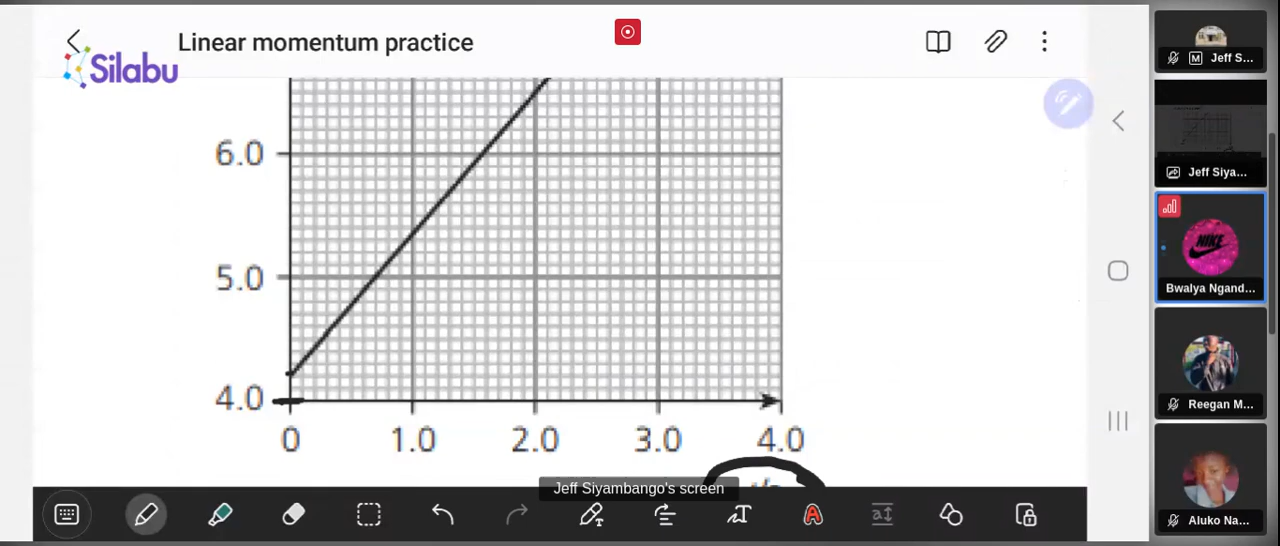 Linear momentum practice
Silabu
6.0
5.0
4.0
0 1.0 2.0 3.0 4.0
Jeff Siyambango's screen
M Jeff S...
Jeff Siya...
NIKE
Bwalya Ngand...
Reegan M...
Aluko Na...
T
T
A
a